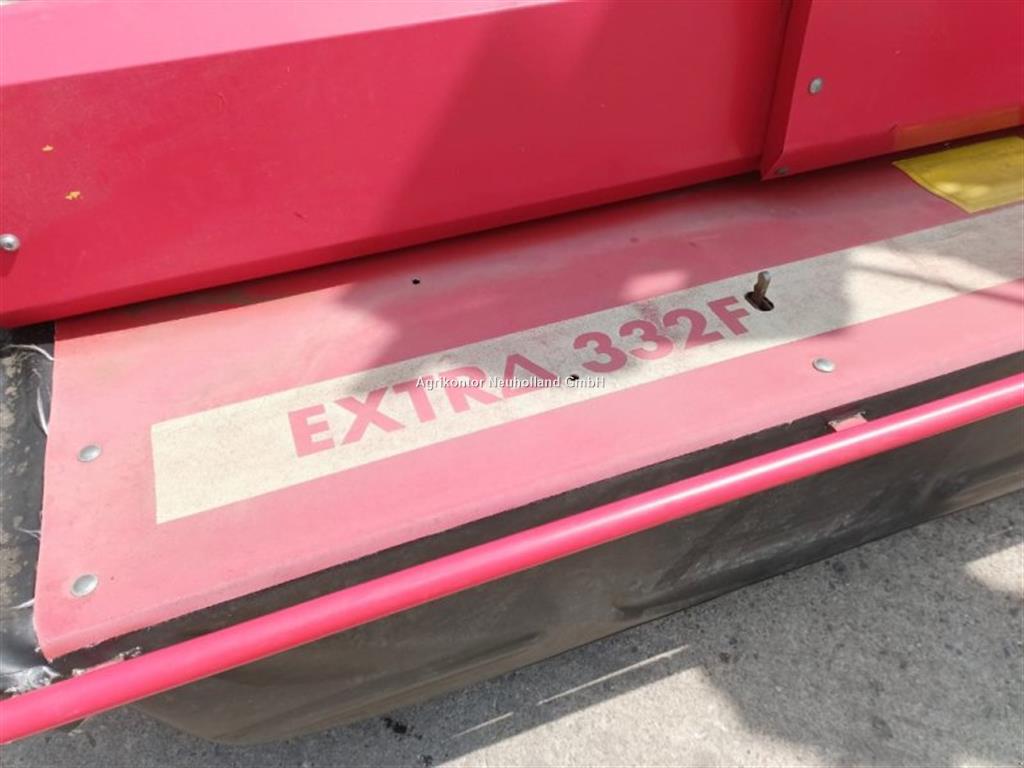 EXTRA 332F
Agrikontor Neuholland GmbH